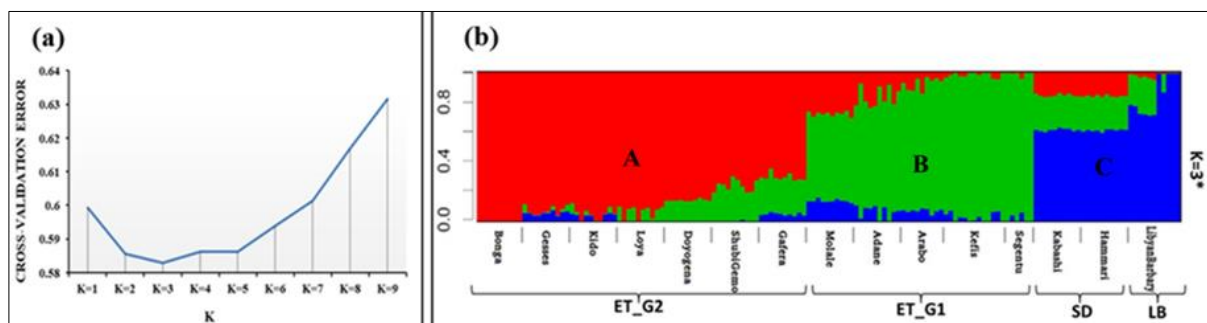 (a)
CROSS-VALIDATION ERROR
0.64
0.63
0.62
0.61
0.6
0.59
0.58
K=1 K=2 K=3 K=4 K=5 K=6 K=7 K=8 K=9
K
(b)
0.8
0.4
0.0
A
B
C
K=3*
Bonga
Gesses
Kido
Loya
Doyogena
ShubiGemo
Gafera
Molale
Adane
Arabo
Kefis
Segentu
Kabashi
Hammari
LibyanBarbary
ET_G2 ET_G1 SD LB